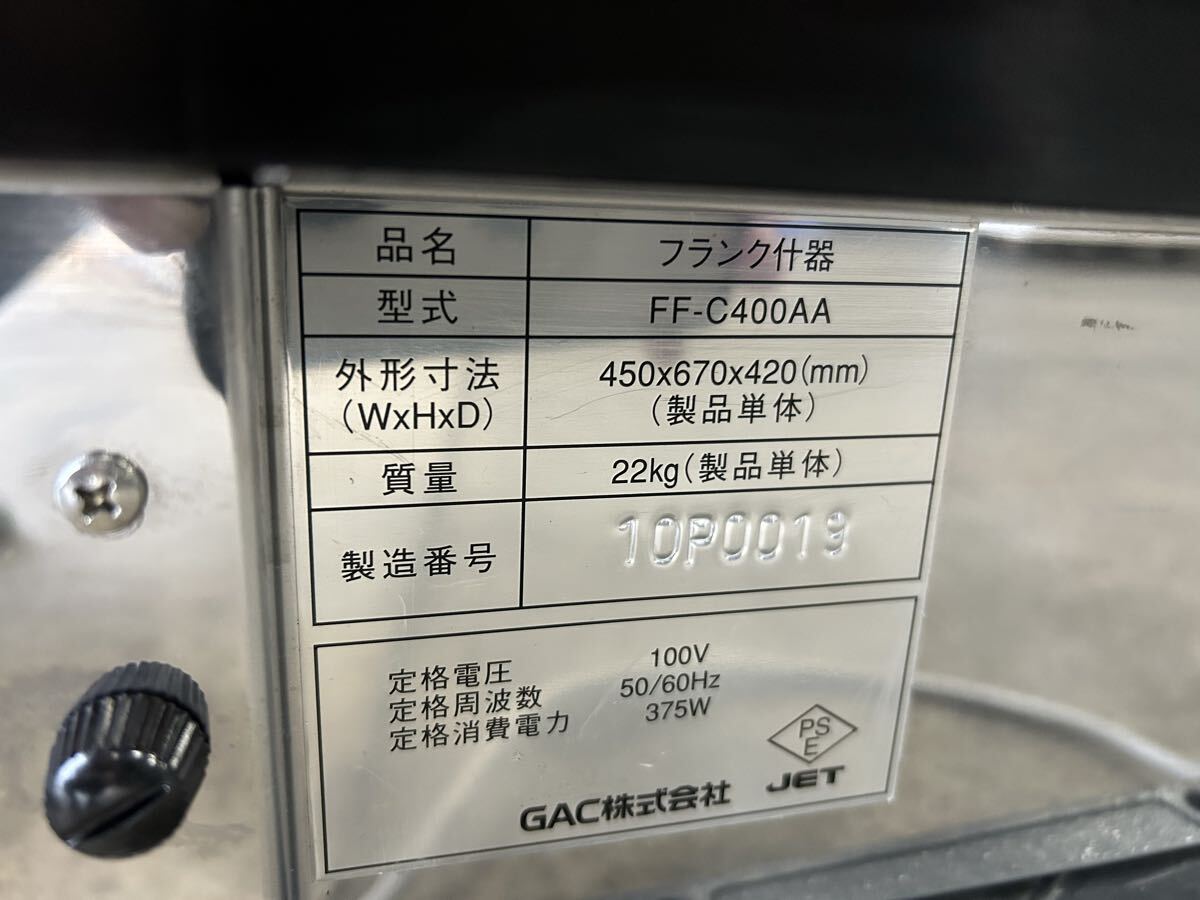 品名 フランク什器
型式 FF-C400AA
外形寸法 450x670x420(mm)
(WxHxD) (製品単体)
質量 22kg(製品単体)
製造番号 10P0019
定格電圧 100V
定格周波数 50/60Hz
定格消費電力 375W
PS
E
GAC株式会社 JET